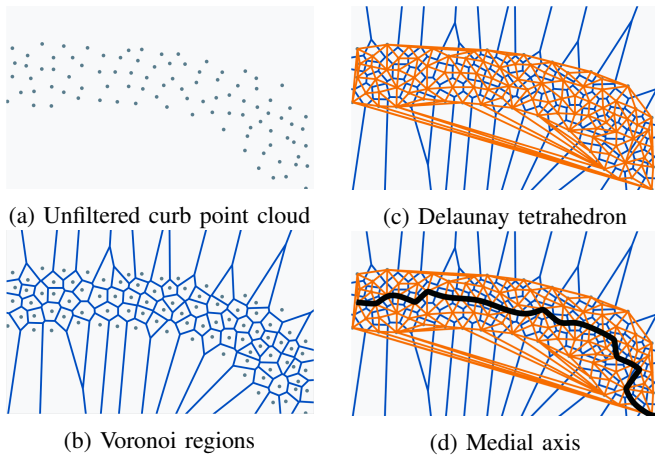 (a) Unfiltered curb point cloud
(c) Delaunay tetrahedron
(b) Voronoi regions
(d) Medial axis